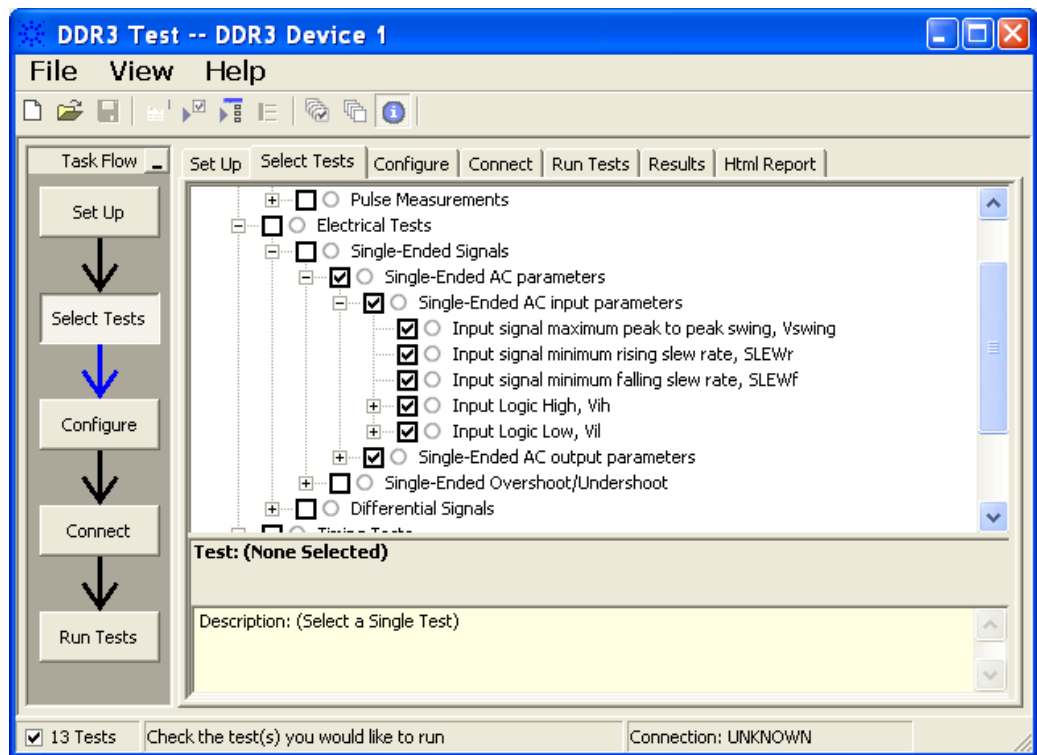 DDR3 Test -- DDR3 Device 1
File View Help
Task Flow
Set Up
Select Tests
Configure
Connect
Run Tests
Set Up Select Tests Configure Connect Run Tests Results Html Report
Pulse Measurements
Electrical Tests
Single-Ended Signals
Single-Ended AC parameters
Single-Ended AC input parameters
Input signal maximum peak to peak swing, Vswing
Input signal minimum rising slew rate, SLEWr
Input signal minimum falling slew rate, SLEWf
Input Logic High, Vih
Input Logic Low, Vil
Single-Ended AC output parameters
Single-Ended Overshoot/Undershoot
Differential Signals
Timing Tests
Test: (None Selected)
Description: (Select a Single Test)
13 Tests Check the test(s) you would like to run Connection: UNKNOWN